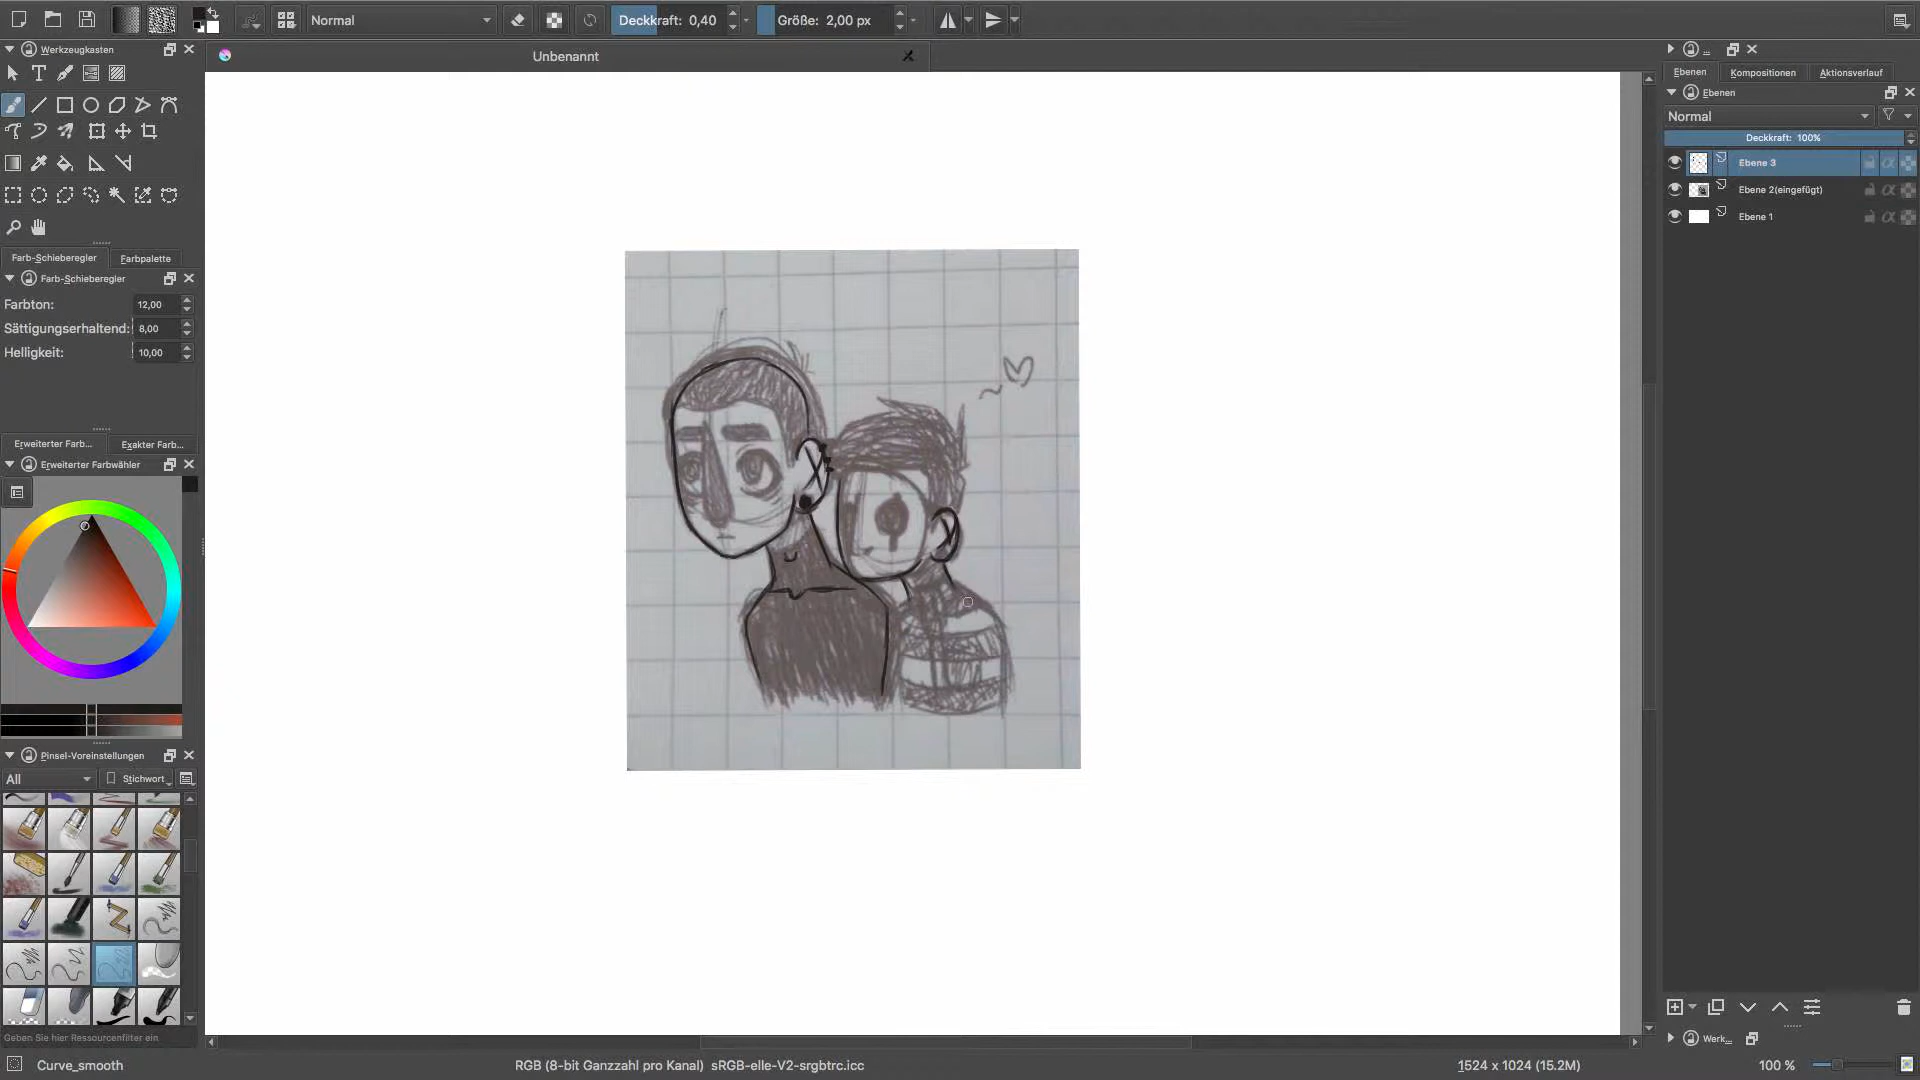 Normal
Deckkraft: 0,40
Größe: 2,00 px
Werkzeugkasten
Unbenannt
...
Ebenen
Kompositionen
Aktionsverlauf
Ebenen
Normal
Deckkraft: 100%
Ebene 3
Ebene 2(eingefügt)
Ebene 1
Farb-Schieberegler
Farbpalette
Farb-Schieberegler
Farbton:
12,00
Sättigungserhaltend:
8,00
Helligkeit:
10,00
Erweiterter Farb...
Exakter Farb...
Erweiterter Farbwähler
Pinsel-Voreinstellungen
All
Stichwort
Geben Sie hier Ressourcenfilter ein
Werk...
Curve_smooth
RGB (8-bit Ganzzahl pro Kanal) sRGB-elle-V2-srgbtrc.icc
1524 x 1024 (15.2M)
100 %